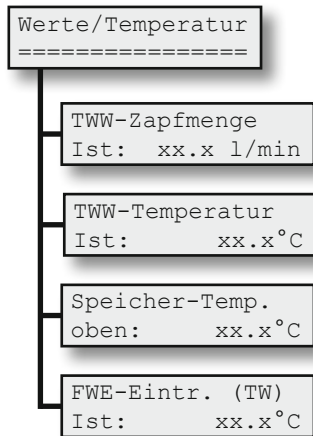 Werte/Temperatur
================
TWW-Zapfmenge
Ist: xx.x l/min
TWW-Temperatur
Ist: xx.x°C
Speicher-Temp.
oben: xx.x°C
FWE-Eintr. (TW)
Ist: xx.x°C